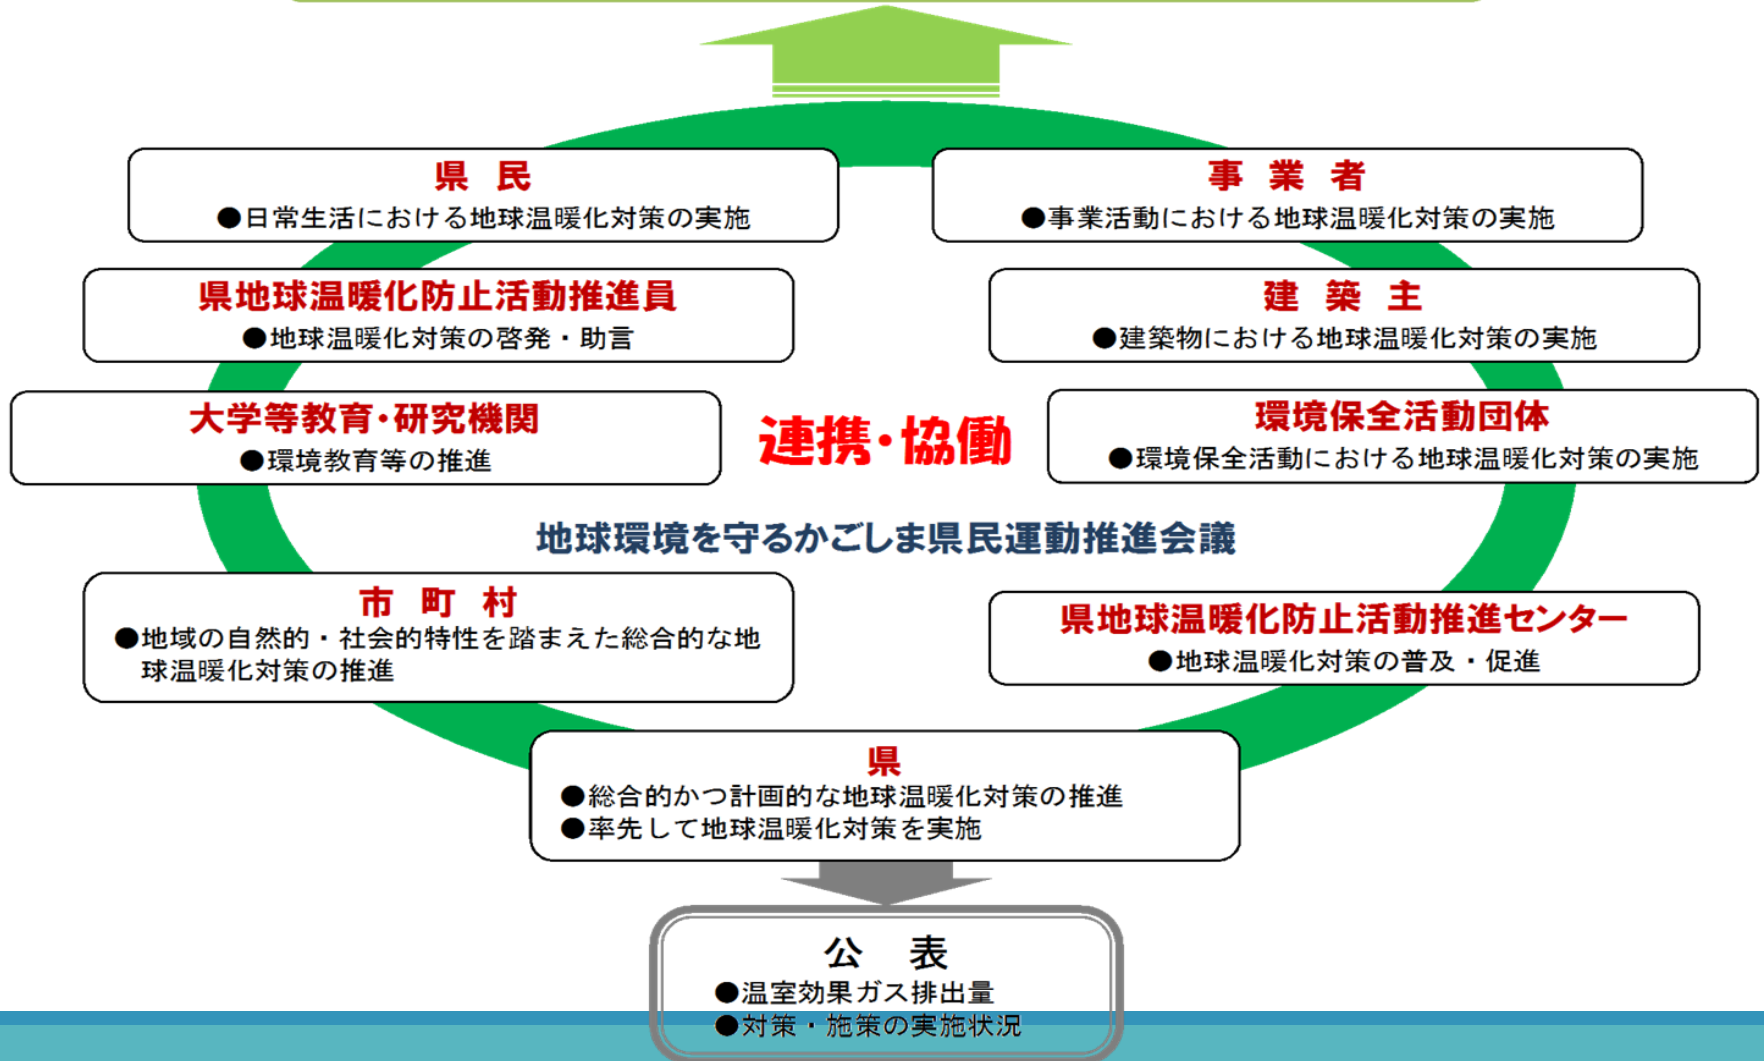 県 民
●日常生活における地球温暖化対策の実施
事 業 者
●事業活動における地球温暖化対策の実施
県地球温暖化防止活動推進員
●地球温暖化対策の啓発・助言
建 築 主
●建築物における地球温暖化対策の実施
大学等教育・研究機関
●環境教育等の推進
連携・協働
環境保全活動団体
●環境保全活動における地球温暖化対策の実施
地球環境を守るかごしま県民運動推進会議
市 町 村
●地域の自然的・社会的特性を踏まえた総合的な地
球温暖化対策の推進
県地球温暖化防止活動推進センター
●地球温暖化対策の普及・促進
県
●総合的かつ計画的な地球温暖化対策の推進
●率先して地球温暖化対策を実施
公 表
●温室効果ガス排出量
●対策・施策の実施状況